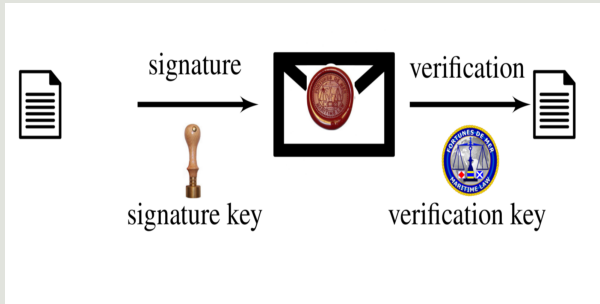 signature
verification
signature key
verification key
FORTUNES DE MER
MARITIME LAW